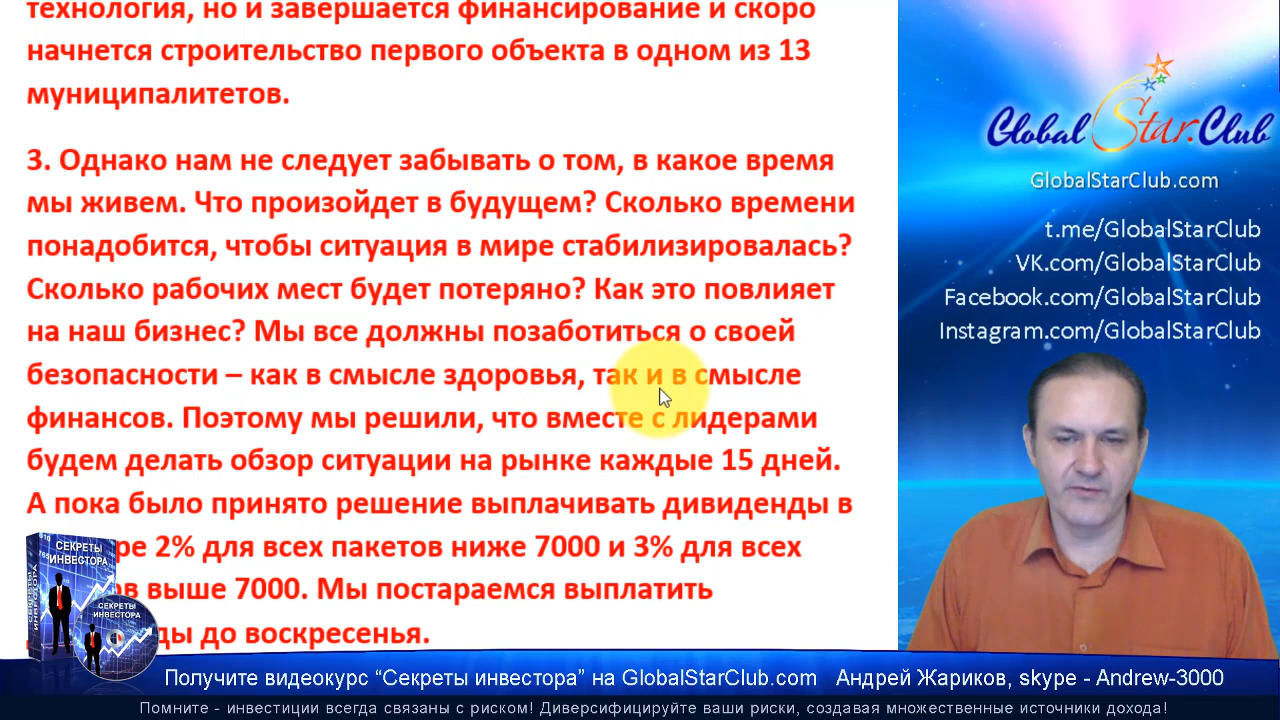 технология, но и завершается финансирование и скоро
начнется строительство первого объекта в одном из 13
муниципалитетов.
3. Однако нам не следует забывать о том, в какое время
мы живем. Что произойдет в будущем? Сколько времени
понадобится, чтобы ситуация в мире стабилизировалась?
Сколько рабочих мест будет потеряно? Как это повлияет
на наш бизнес? Мы все должны позаботиться о своей
безопасности – как в смысле здоровья, так и в смысле
финансов. Поэтому мы решили, что вместе с лидерами
будем делать обзор ситуации на рынке каждые 15 дней.
А пока было принято решение выплачивать дивиденды в
ре 2% для всех пакетов ниже 7000 и 3% для всех
в выше 7000. Мы постараемся выплатить
ды до воскресенья.
Global Star.Club
GlobalStarClub.com
t.me/GlobalStarClub
VK.com/GlobalStarClub
Facebook.com/GlobalStarClub
Instagram.com/GlobalStarClub
СЕКРЕТЫ
ИНВЕСТОРА
СЕКРЕТЫ
ИНВЕСТОРА
Получите видеокурс “Секреты инвестора” на GlobalStarClub.com Андрей Жариков, skype - Andrew-3000
Помните - инвестиции всегда связаны с риском! Диверсифицируйте ваши риски, создавая множественные источники дохода!